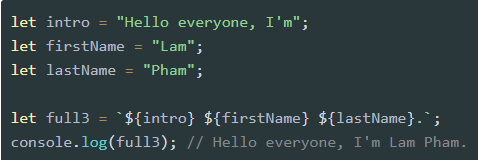 let intro = "Hello everyone, I'm";
let firstName = "Lam";
let lastName = "Pham";
let full3 = `${intro} ${firstName} ${lastName}.`;
console.log(full3); // Hello everyone, I'm Lam Pham.